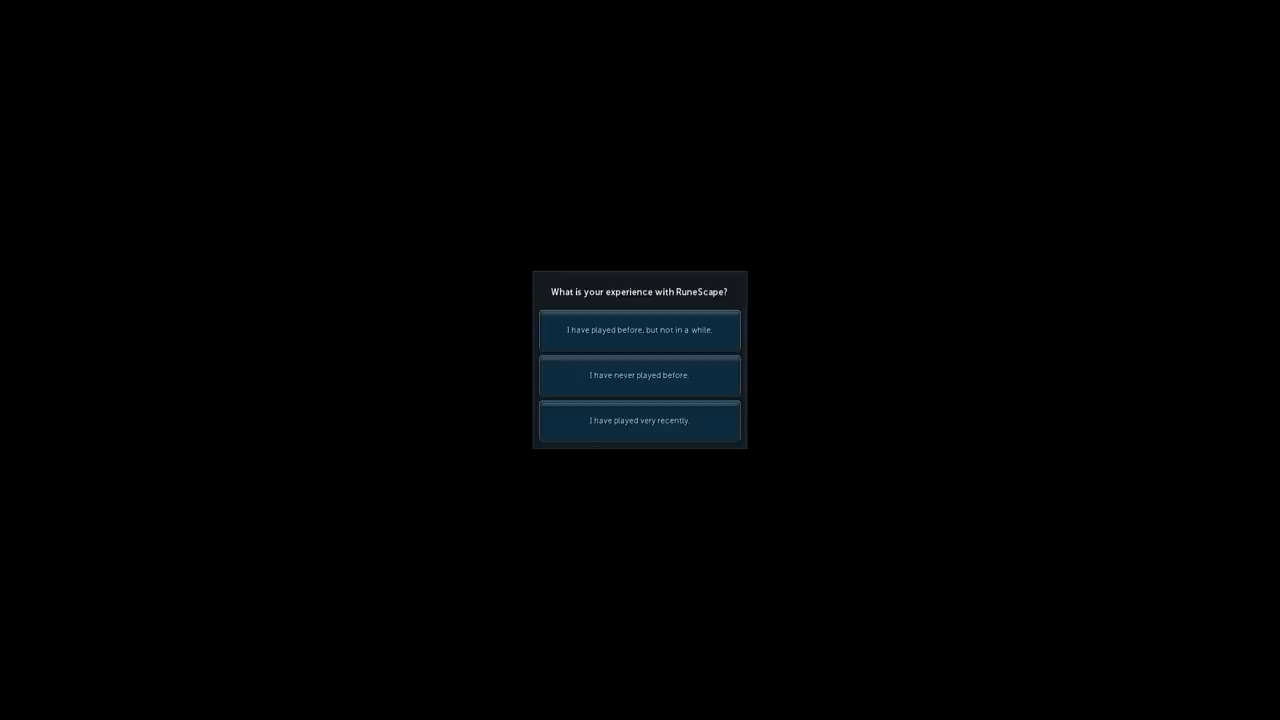 What is your experience with RuneScape?
I have played before, but not in a while.
I have never played before.
I have played very recently.